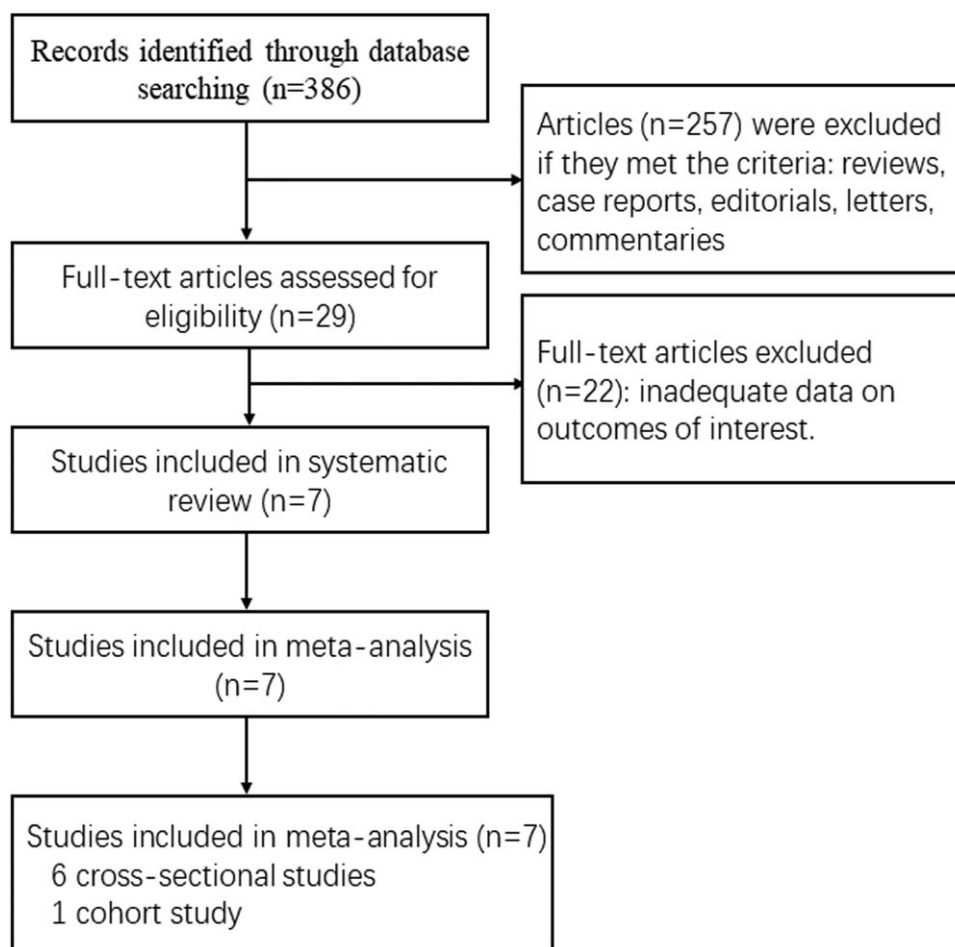 Records identified through database
searching (n=386)
Articles (n=257) were excluded
if they met the criteria: reviews,
case reports, editorials, letters,
commentaries
Full-text articles assessed for
eligibility (n=29)
Full-text articles excluded
(n=22): inadequate data on
outcomes of interest.
Studies included in systematic
review (n=7)
Studies included in meta-analysis
(n=7)
Studies included in meta-analysis (n=7)
6 cross-sectional studies
1 cohort study